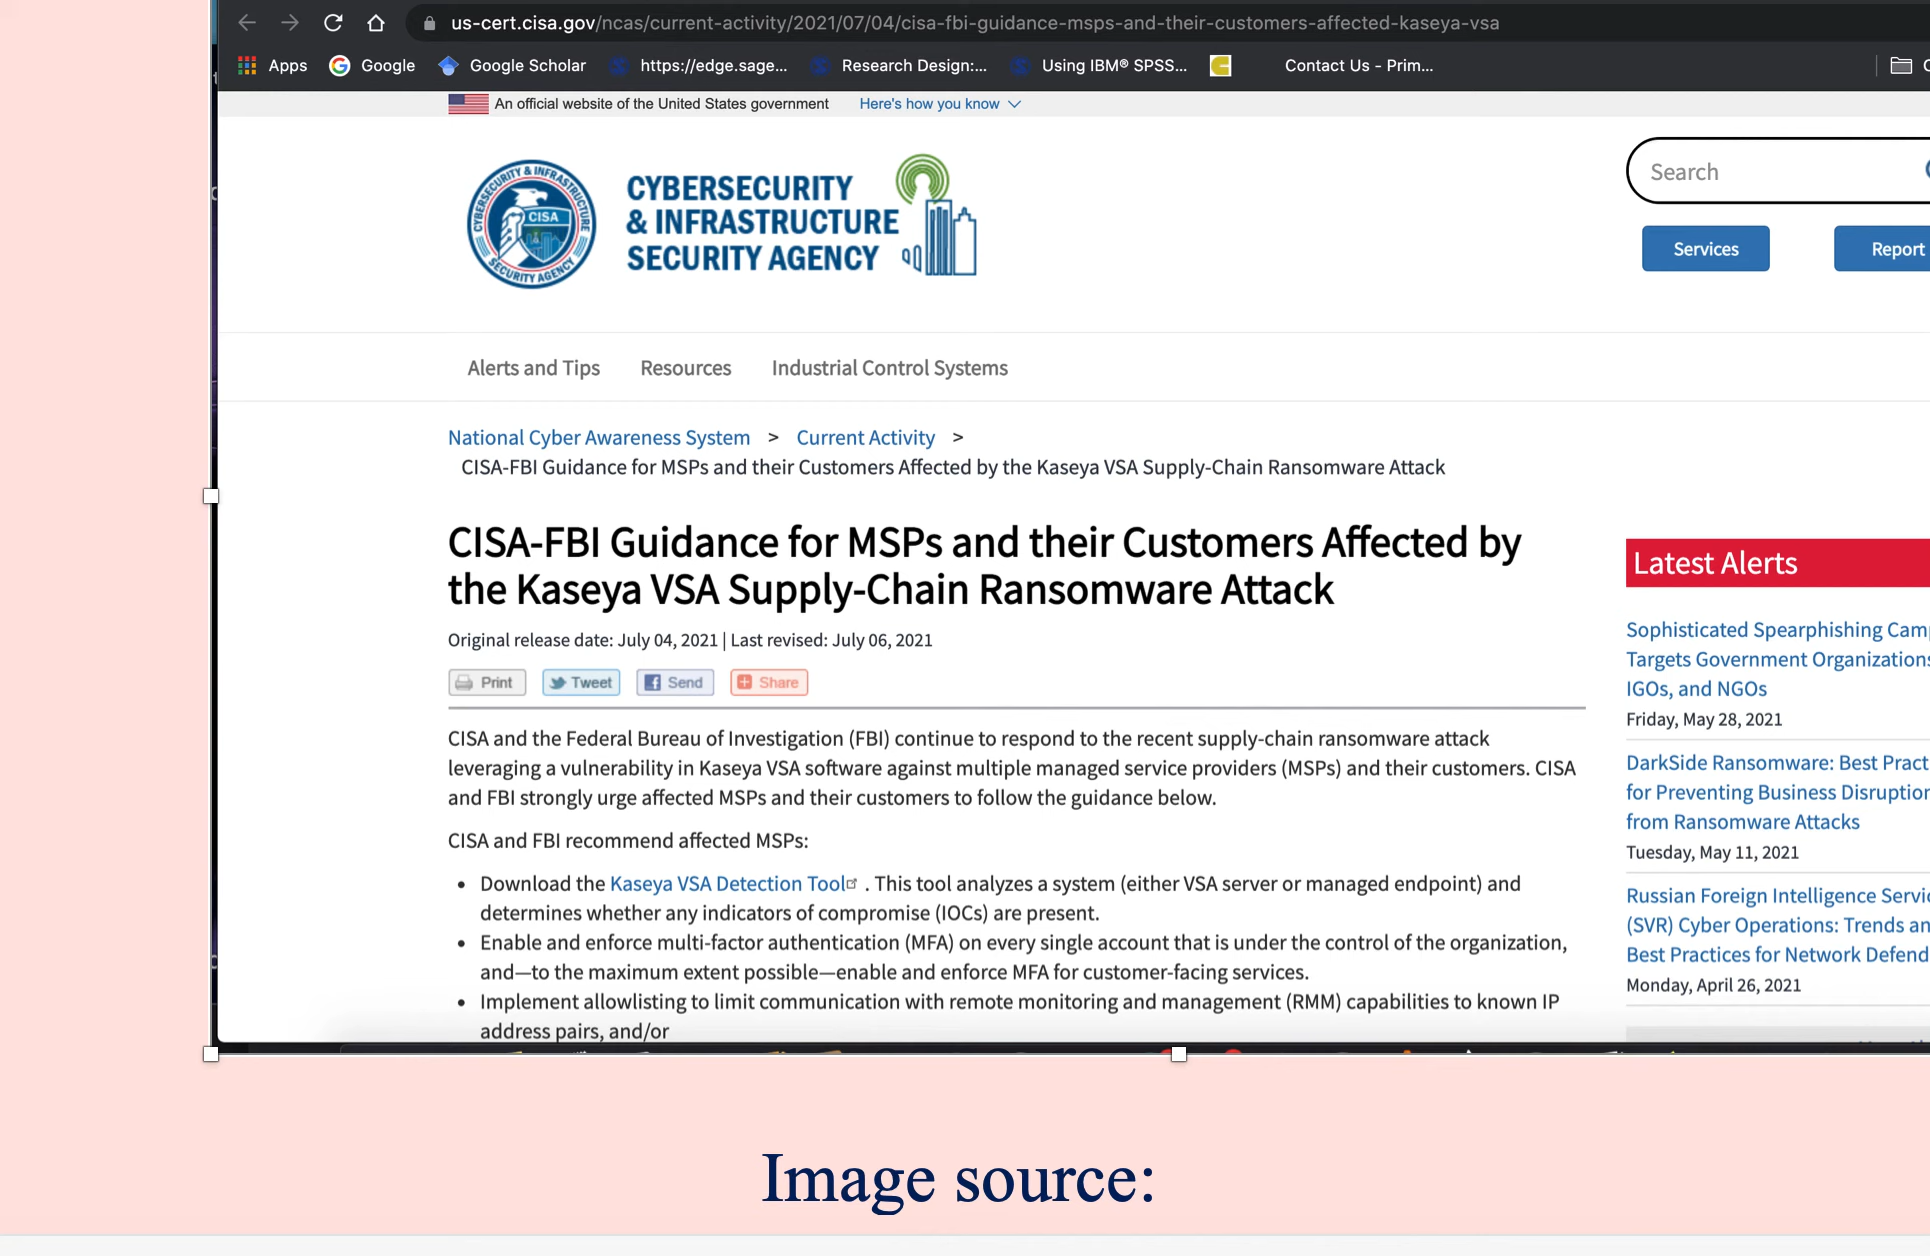 us-cert.cisa.gov/ncas/current-activity/2021/07/04/cisa-fbi-guidance-msps-and-their-customers-affected-kaseya-vsa
Apps Google Google Scholar https://edge.sage... Research Design:... Using IBM® SPSS... Contact Us - Prim...
An official website of the United States government Here's how you know
CYBERSECURITY & INFRASTRUCTURE
CISA
SECURITY AGENCY
CYBERSECURITY
& INFRASTRUCTURE
SECURITY AGENCY
Search
Services Report
Alerts and Tips Resources Industrial Control Systems
National Cyber Awareness System > Current Activity >
CISA-FBI Guidance for MSPs and their Customers Affected by the Kaseya VSA Supply-Chain Ransomware Attack
CISA-FBI Guidance for MSPs and their Customers Affected by
the Kaseya VSA Supply-Chain Ransomware Attack
Original release date: July 04, 2021 | Last revised: July 06, 2021
Print Tweet Send Share
CISA and the Federal Bureau of Investigation (FBI) continue to respond to the recent supply-chain ransomware attack
leveraging a vulnerability in Kaseya VSA software against multiple managed service providers (MSPs) and their customers. CISA
and FBI strongly urge affected MSPs and their customers to follow the guidance below.
CISA and FBI recommend affected MSPs:
• Download the Kaseya VSA Detection Tool . This tool analyzes a system (either VSA server or managed endpoint) and
determines whether any indicators of compromise (IOCs) are present.
• Enable and enforce multi-factor authentication (MFA) on every single account that is under the control of the organization,
and—to the maximum extent possible—enable and enforce MFA for customer-facing services.
• Implement allowlisting to limit communication with remote monitoring and management (RMM) capabilities to known IP
address pairs, and/or
Latest Alerts
Sophisticated Spearphishing Cam
Targets Government Organizations
IGOs, and NGOs
Friday, May 28, 2021
DarkSide Ransomware: Best Pract
for Preventing Business Disruption
from Ransomware Attacks
Tuesday, May 11, 2021
Russian Foreign Intelligence Servic
(SVR) Cyber Operations: Trends an
Best Practices for Network Defend
Monday, April 26, 2021
Image source: